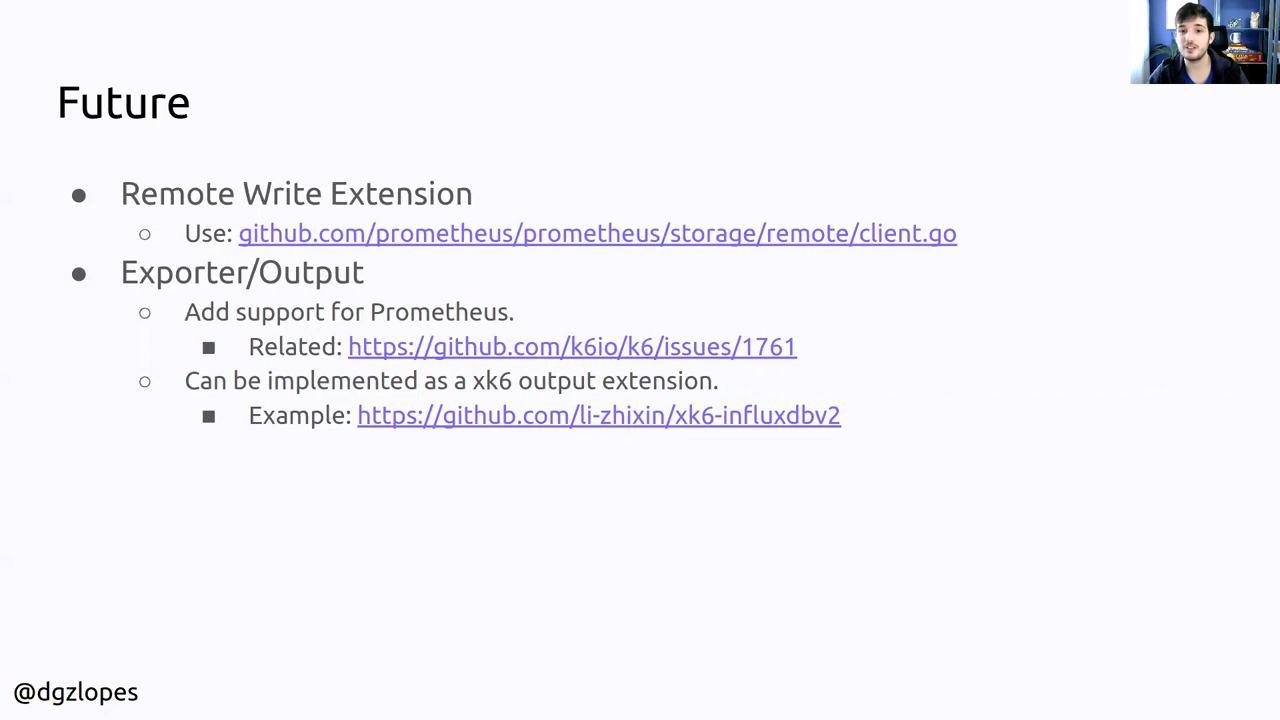 Future
● Remote Write Extension
○ Use: github.com/prometheus/prometheus/storage/remote/client.go
● Exporter/Output
○ Add support for Prometheus.
■ Related: https://github.com/k6io/k6/issues/1761
○ Can be implemented as a xk6 output extension.
■ Example: https://github.com/li-zhixin/xk6-influxdbv2
@dgzlopes